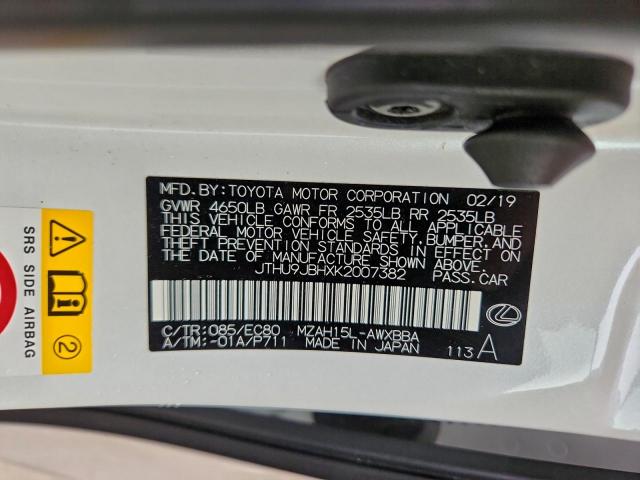 MFD. BY: TOYOTA MOTOR CORPORATION 02/19
GVWR 4650LB GAWR FR 2535LB RR 2535LB
THIS VEHICLE CONFORMS TO ALL APPLICABLE
FEDERAL MOTOR VEHICLE SAFETY, BUMPER, AND
THEFT PREVENTION STANDARDS IN EFFECT ON
THE DATE OF MANUFACTURE SHOWN ABOVE.
JTHU9JBHXK2007382 PASS. CAR
C/TR: 085/EC80 MZAH15L-AWXBBA
A/TM: -01A/P711 MADE IN JAPAN 113 A
SRS SIDE AIRBAG
2